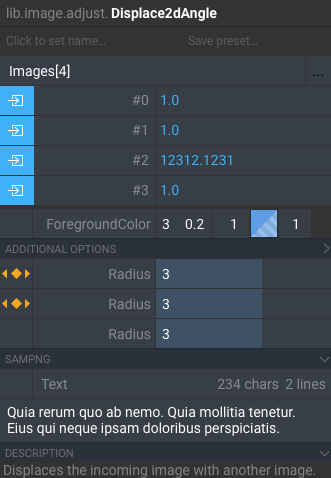 lib.image.adjust. Displace2dAngle
Click to set name... Save preset...
Images[4] ...
#0 1.0
#1 1.0
#2 12312.1231
#3 1.0
ForegroundColor 3 0.2 1 1
ADDITIONAL OPTIONS
Radius 3
Radius 3
Radius 3
SAMPNG
Text 234 chars 2 lines
Quia rerum quo ab nemo. Quia mollitia tenetur.
Eius qui neque ipsam doloribus perspiciatis.
DESCRIPTION
Displaces the incoming image with another image.